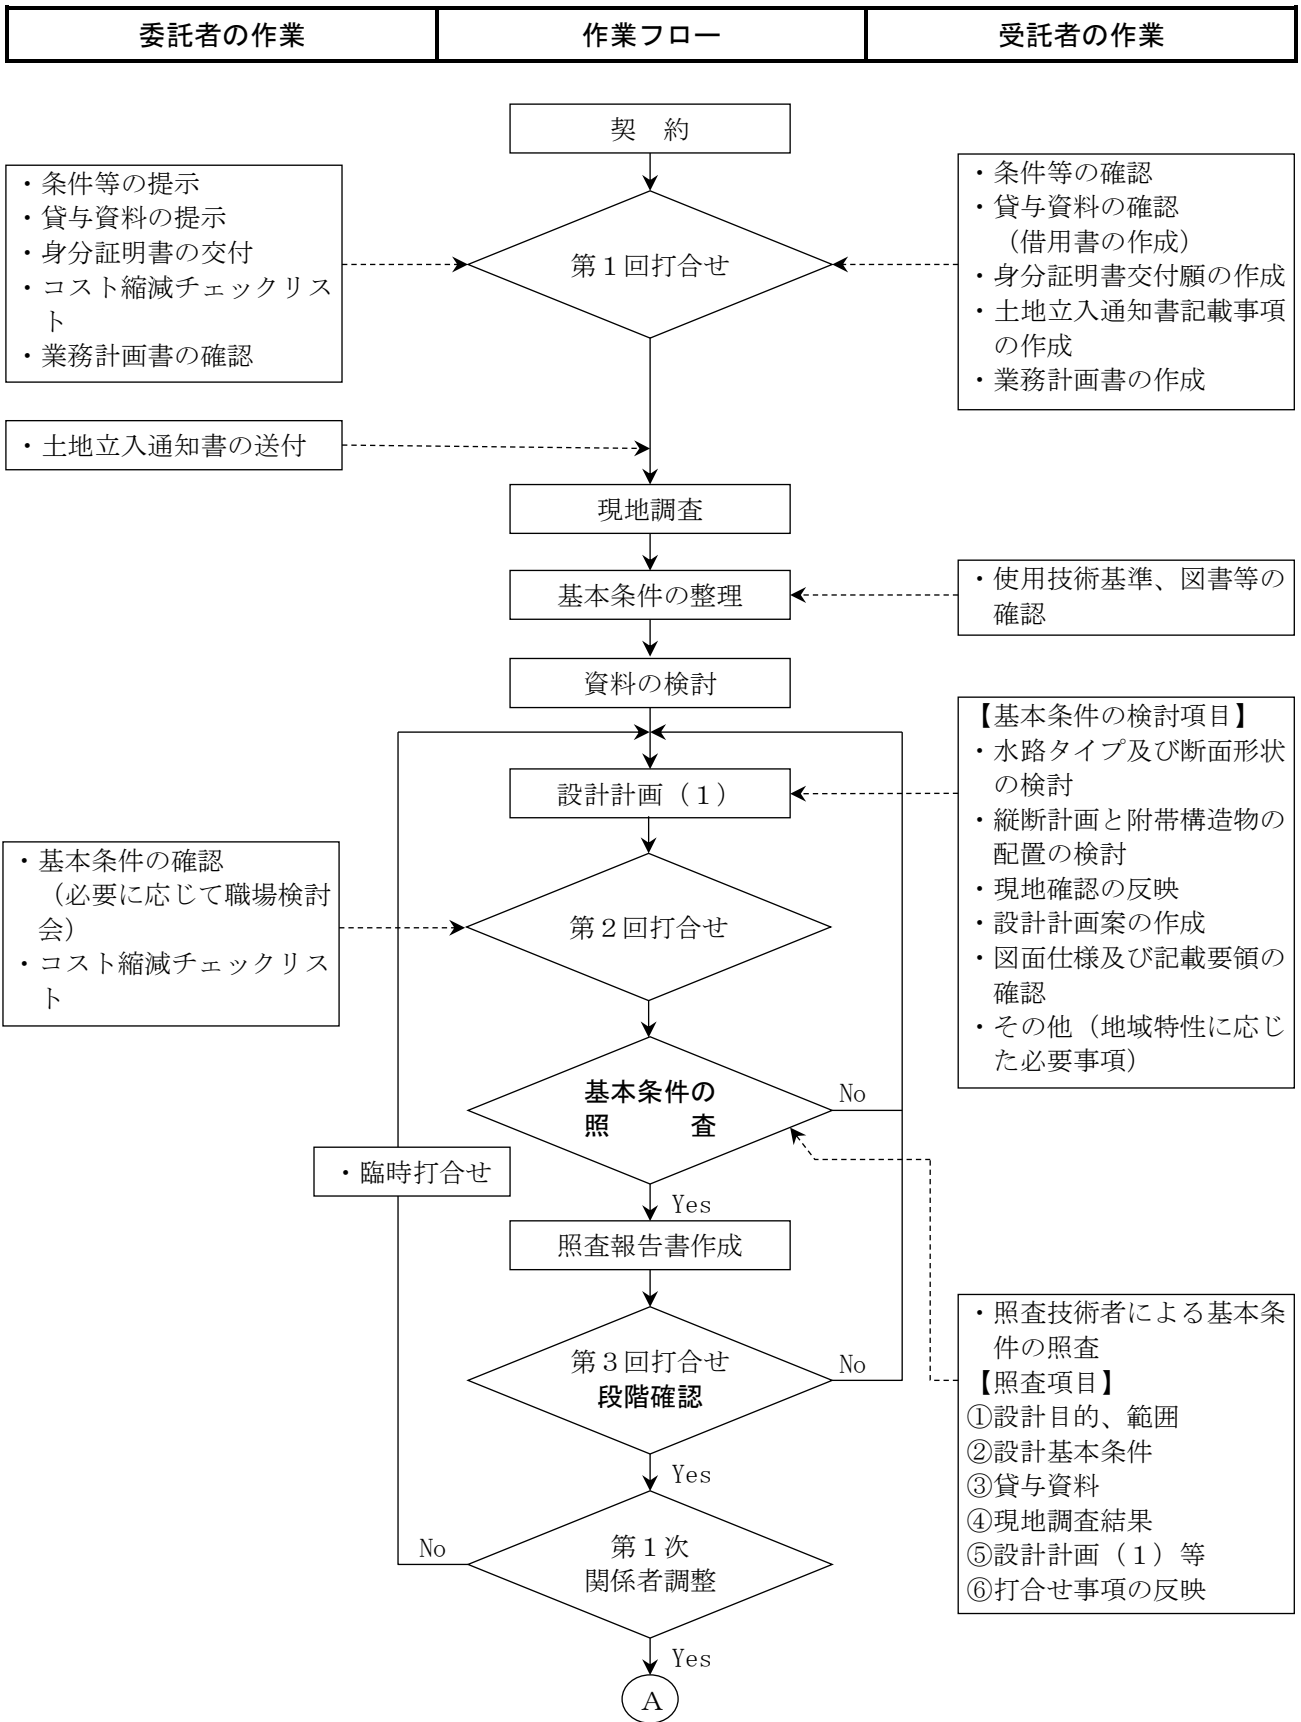 委託者の作業
作業フロー
受託者の作業
契　約
・条件等の提示
・貸与資料の提示
・身分証明書の交付
・コスト縮減チェックリス
ト
・業務計画書の確認
第１回打合せ
・条件等の確認
・貸与資料の確認
（借用書の作成）
・身分証明書交付願の作成
・土地立入通知書記載事項
の作成
・業務計画書の作成
・土地立入通知書の送付
現地調査
基本条件の整理
・使用技術基準、図書等の
確認
資料の検討
設計計画（１）
【基本条件の検討項目】
・水路タイプ及び断面形状
の検討
・縦断計画と附帯構造物の
配置の検討
・現地確認の反映
・設計計画案の作成
・図面仕様及び記載要領の
確認
・その他（地域特性に応じ
た必要事項）
・基本条件の確認
（必要に応じて職場検討
会）
・コスト縮減チェックリス
ト
第２回打合せ
基本条件の
照　　査
No
・臨時打合せ
Yes
照査報告書作成
第３回打合せ
段階確認
No
・照査技術者による基本条
件の照査
【照査項目】
①設計目的、範囲
②設計基本条件
③貸与資料
④現地調査結果
⑤設計計画（１）等
⑥打合せ事項の反映
Yes
No
第１次
関係者調整
Yes
A